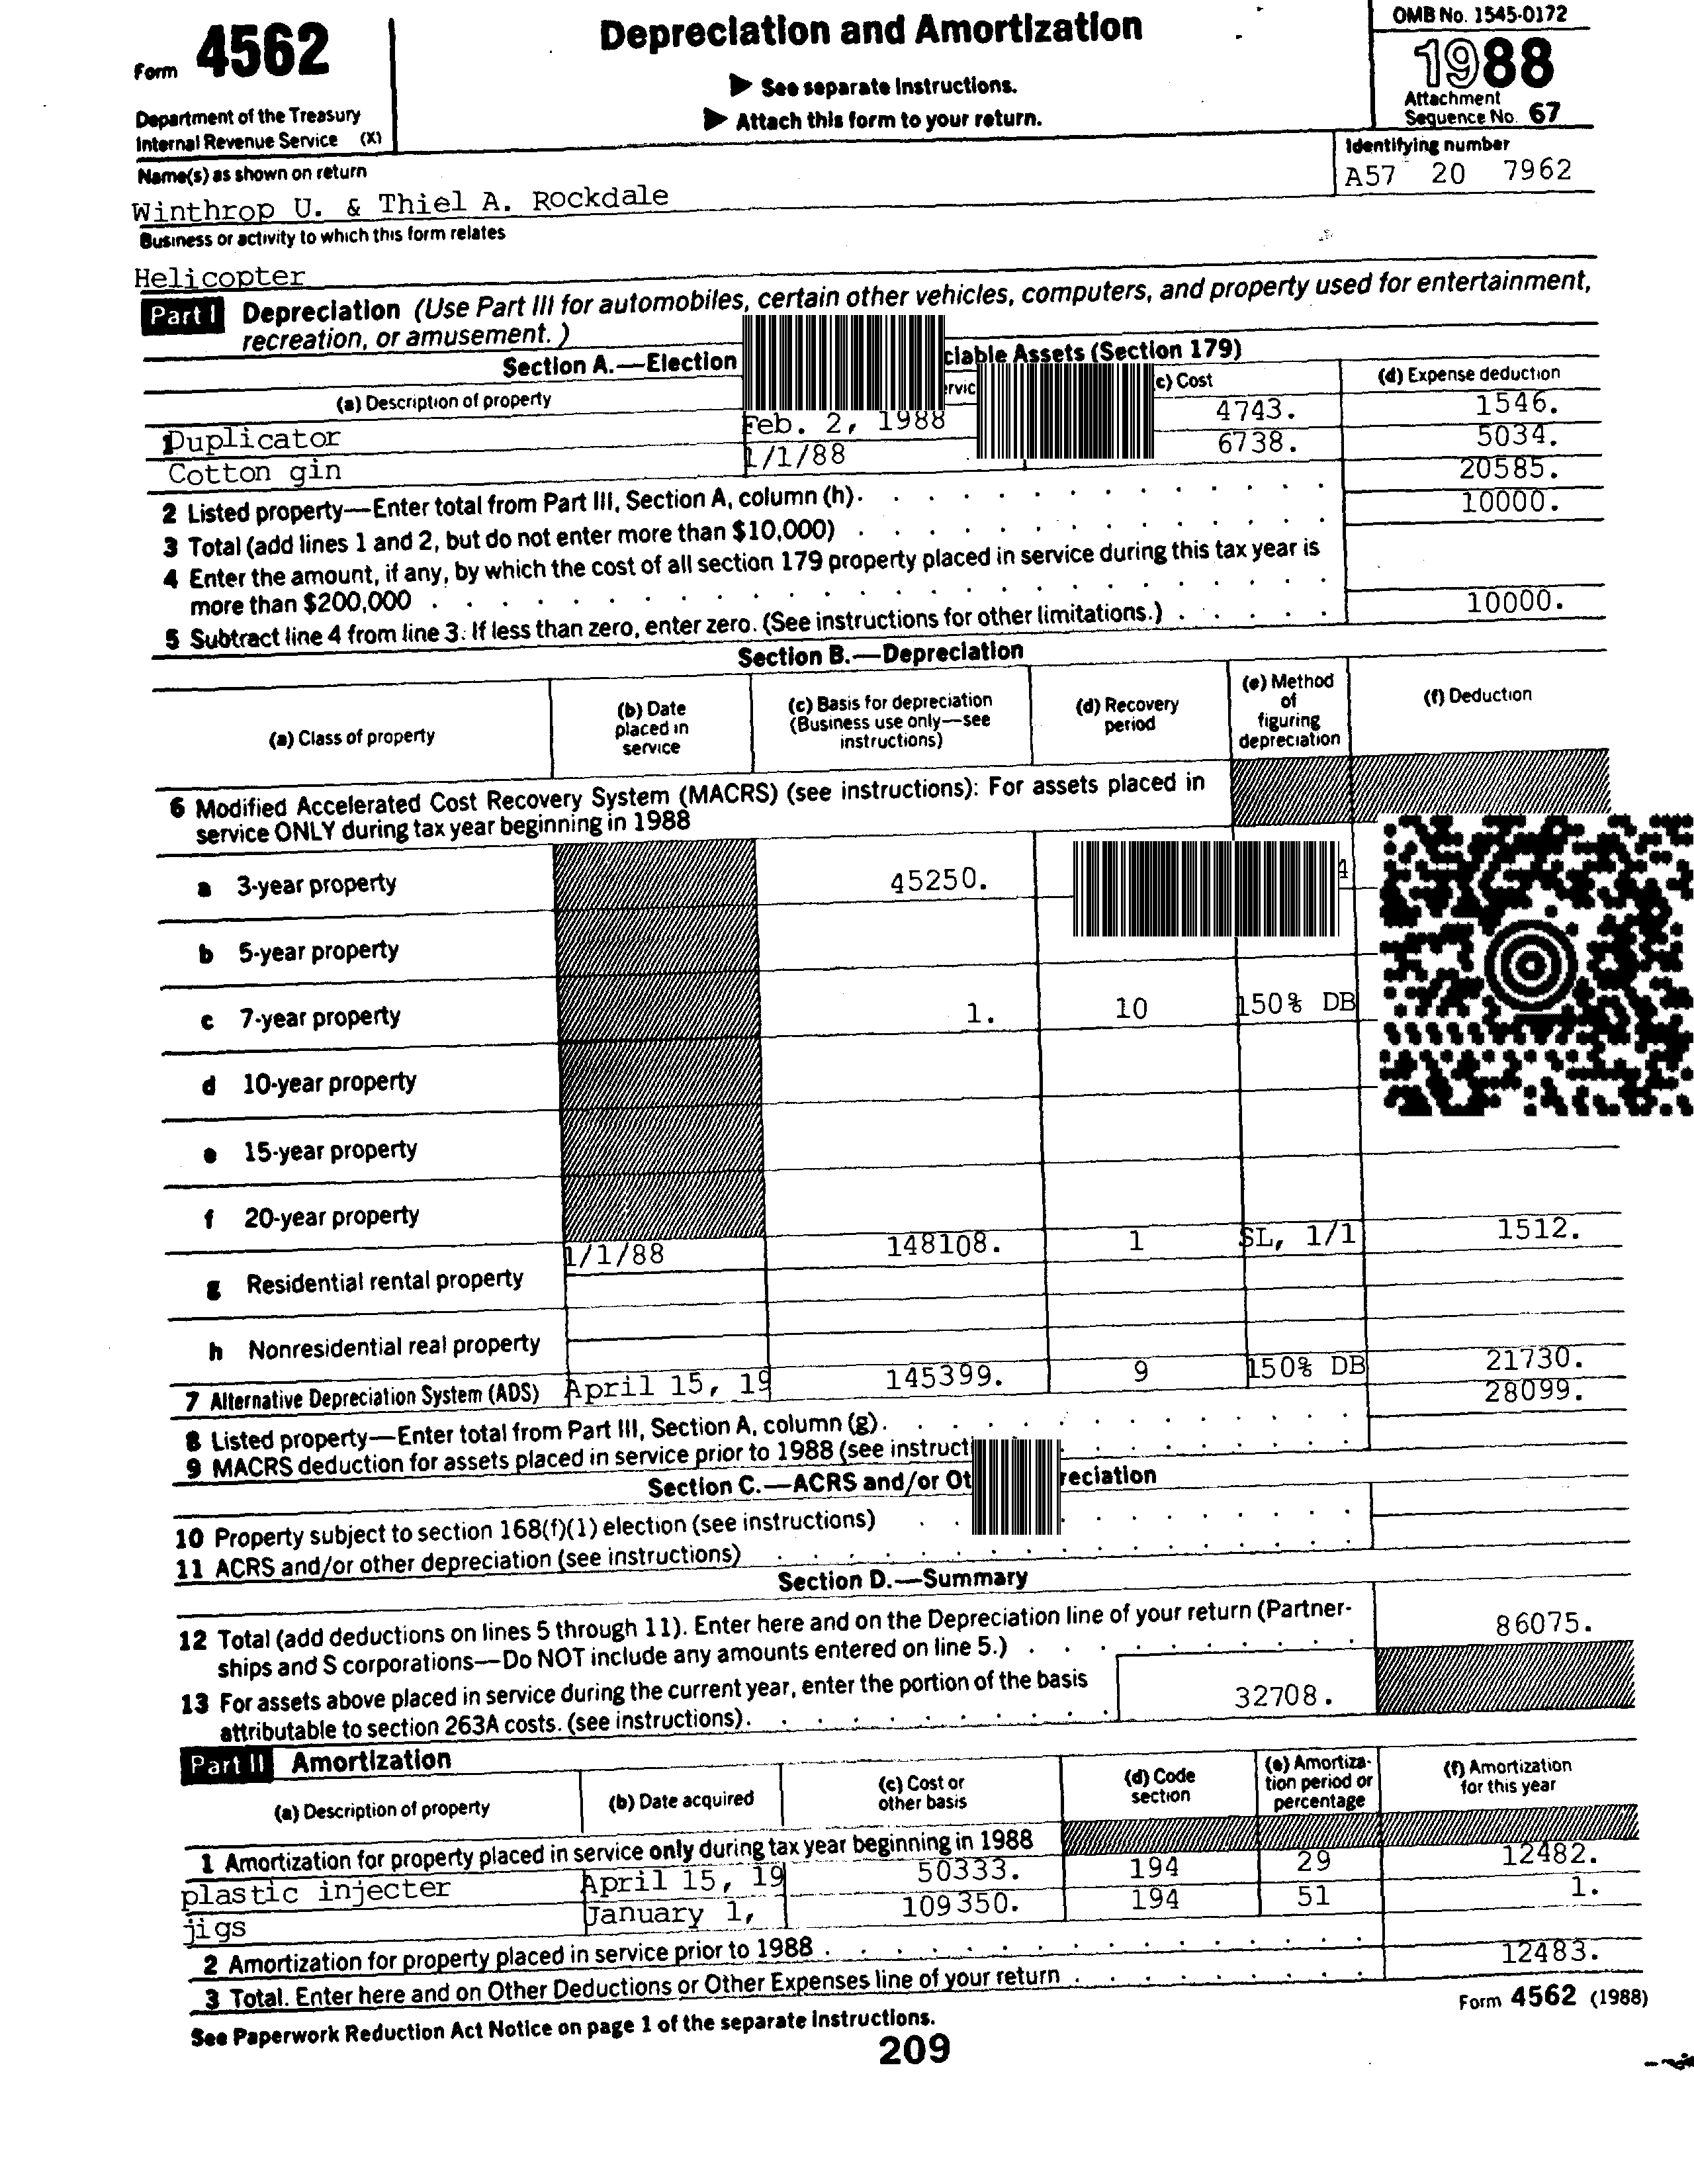 Form 4562
Department of the Treasury
Internal Revenue Service (X)
Depreciation and Amortization
▶ See separate Instructions.
▶ Attach this form to your return.
OMB No. 1545-0172
1988
Attachment
Sequence No. 67
Name(s) as shown on return
Identifying number
Winthrop U. & Thiel A. Rockdale
A57 20 7962
Business or activity to which this form relates
Helicopter
Part I Depreciation (Use Part III for automobiles, certain other vehicles, computers, and property used for entertainment,
recreation, or amusement.)
Section A.—Election Assets (Section 179)
(a) Description of property (c) Cost (d) Expense deduction
1 Duplicator Feb. 2, 1988 4743. 1546.
Cotton gin 1/1/88 6738. 5034.
2 Listed property—Enter total from Part III, Section A, column (h). 20585.
3 Total (add lines 1 and 2, but do not enter more than $10,000) 10000.
4 Enter the amount, if any, by which the cost of all section 179 property placed in service during this tax year is
more than $200,000
5 Subtract line 4 from line 3. If less than zero, enter zero. (See instructions for other limitations.) 10000.
Section B.—Depreciation
(a) Class of property
(b) Date
placed in
service
(c) Basis for depreciation
(Business use only—see
instructions)
(d) Recovery
period
(e) Method
of
figuring
depreciation
(f) Deduction
6 Modified Accelerated Cost Recovery System (MACRS) (see instructions): For assets placed in
service ONLY during tax year beginning in 1988
a 3-year property 45250.
b 5-year property
c 7-year property 1. 10 150% DB
d 10-year property
e 15-year property
f 20-year property
1/1/88 148108. 1 SL, 1/1 1512.
g Residential rental property
h Nonresidential real property
7 Alternative Depreciation System (ADS) April 15, 19 145399. 9 150% DB 21730.
8 Listed property—Enter total from Part III, Section A, column (g). 28099.
9 MACRS deduction for assets placed in service prior to 1988 (see
Section C.—ACRS and/or
10 Property subject to section 168(f)(1) election (see instructions)
11 ACRS and/or other depreciation (see instructions)
Section D.—Summary
12 Total (add deductions on lines 5 through 11). Enter here and on the Depreciation line of your return (Partner-
ships and S corporations—Do NOT include any amounts entered on line 5.) 86075.
13 For assets above placed in service during the current year, enter the portion of the basis
attributable to section 263A costs. (see instructions). 32708.
Part II Amortization
(a) Description of property
(b) Date acquired
(c) Cost or
other basis
(d) Code
section
(e) Amortiza-
tion period or
percentage
(f) Amortization
for this year
1 Amortization for property placed in service only during tax year beginning in 1988
plastic injecter April 15, 19 50333. 194 29 12482.
jigs January 1, 109350. 194 51 1.
2 Amortization for property placed in service prior to 1988
3 Total. Enter here and on Other Deductions or Other Expenses line of your return 12483.
See Paperwork Reduction Act Notice on page 1 of the separate Instructions.
Form 4562 (1988)
209